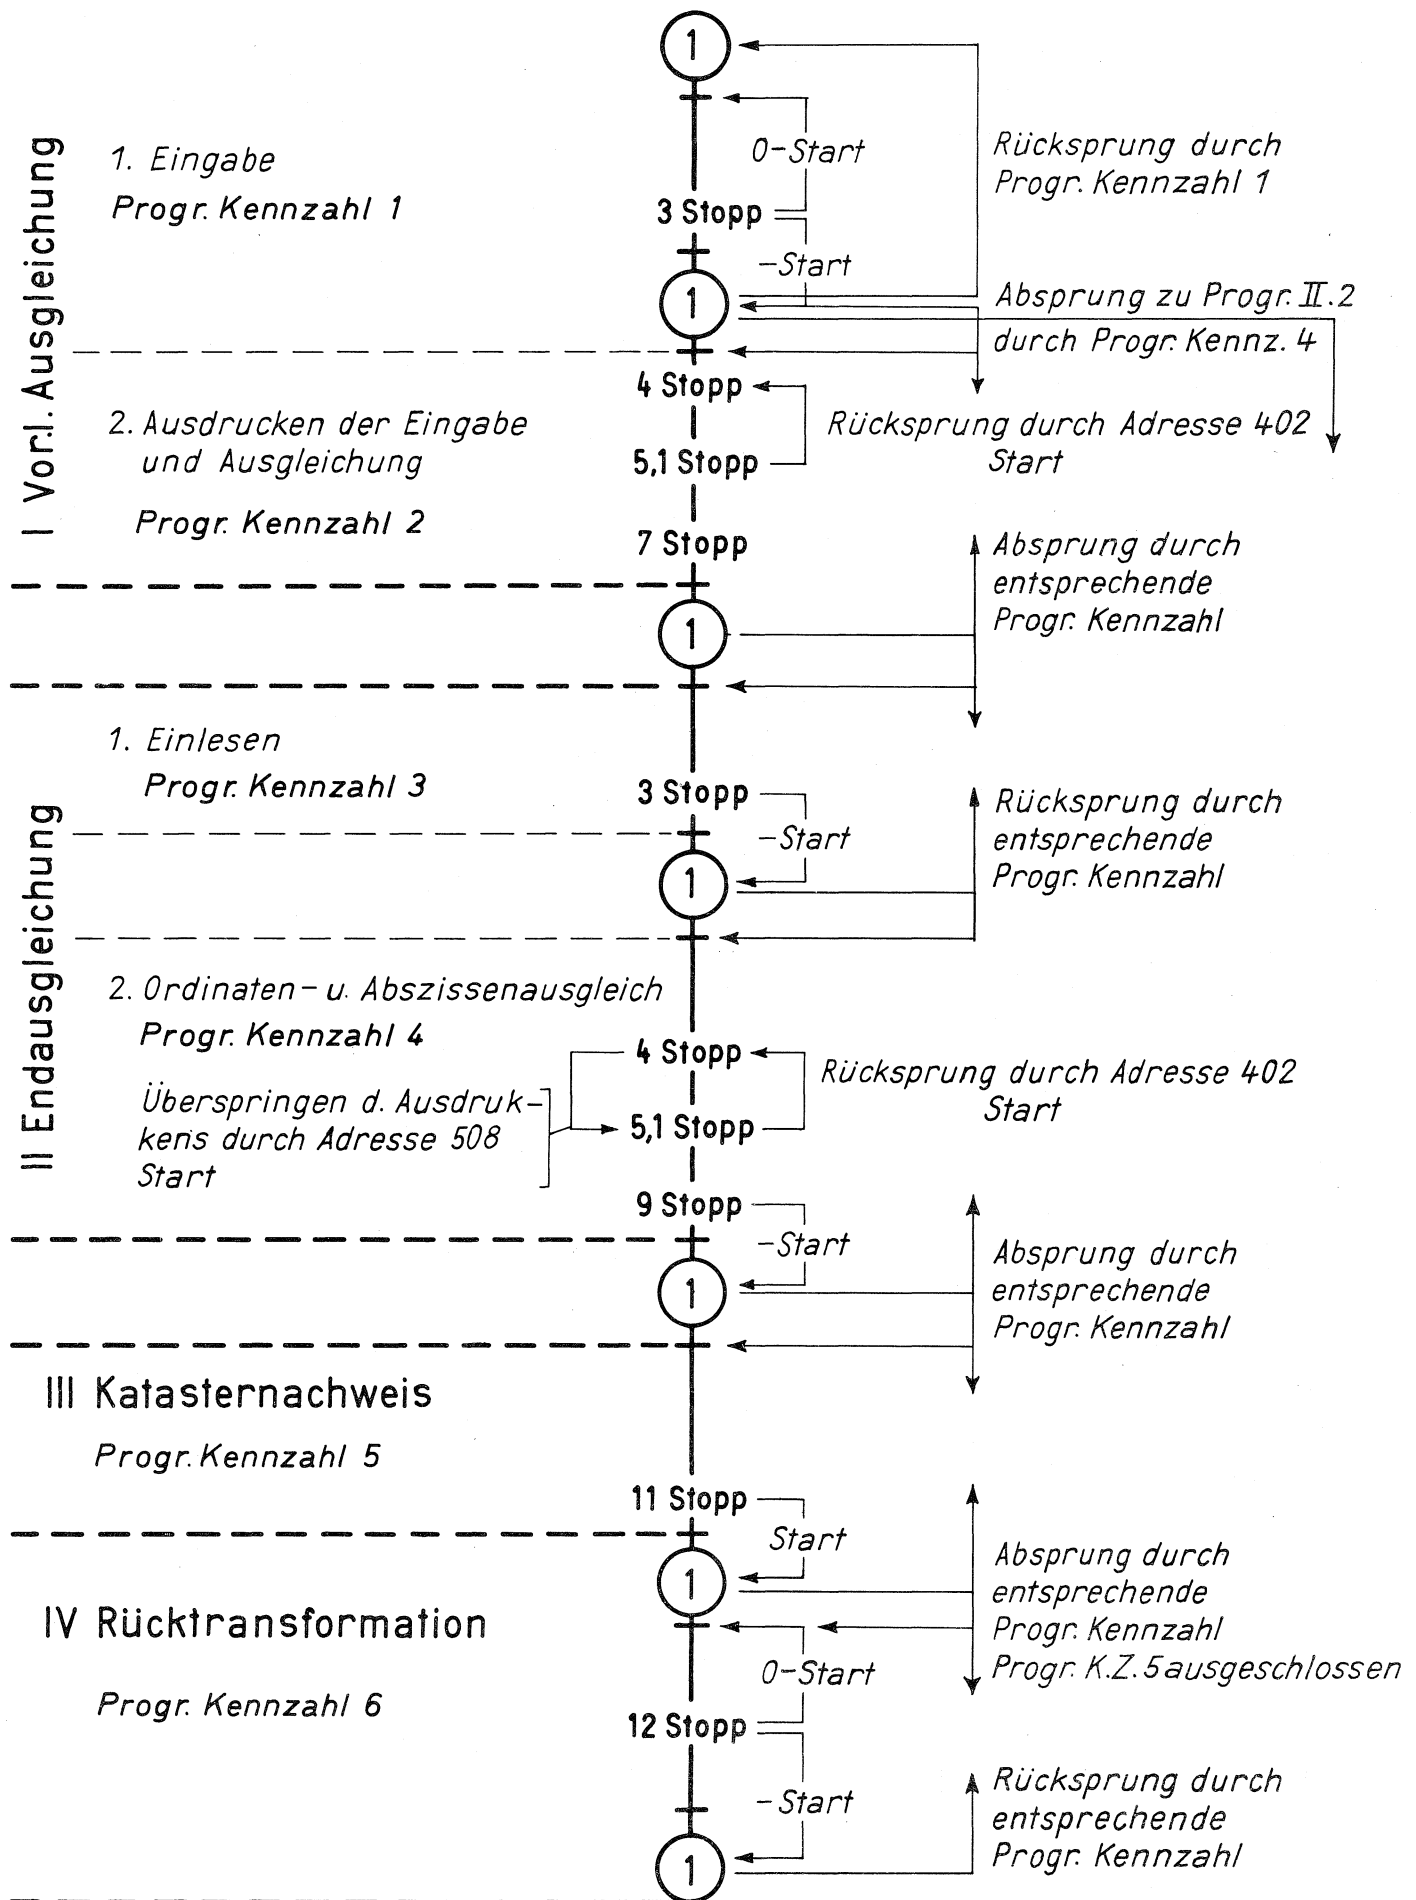 1
0-Start
Rücksprung durch
Progr. Kennzahl 1
I Vorl. Ausgleichung
1. Eingabe
Progr. Kennzahl 1
3 Stopp
-Start
1
Absprung zu Progr. II.2
durch Progr. Kennz. 4
4 Stopp
2. Ausdrucken der Eingabe
und Ausgleichung
Rücksprung durch Adresse 402
Start
5,1 Stopp
Progr. Kennzahl 2
7 Stopp
Absprung durch
entsprechende
Progr. Kennzahl
1
II Endausgleichung
1. Einlesen
Progr. Kennzahl 3
3 Stopp
-Start
Rücksprung durch
entsprechende
Progr. Kennzahl
1
2. Ordinaten- u. Abszissenausgleich
Progr. Kennzahl 4
4 Stopp
Rücksprung durch Adresse 402
Start
Überspringen d. Ausdruk-
kens durch Adresse 508
Start
5,1 Stopp
9 Stopp
-Start
1
Absprung durch
entsprechende
Progr. Kennzahl
III Katasternachweis
Progr. Kennzahl 5
11 Stopp
Start
1
Absprung durch
entsprechende
Progr. Kennzahl
Progr. K.Z. 5 ausgeschlossen
IV Rücktransformation
0-Start
Progr. Kennzahl 6
12 Stopp
-Start
Rücksprung durch
entsprechende
Progr. Kennzahl
1